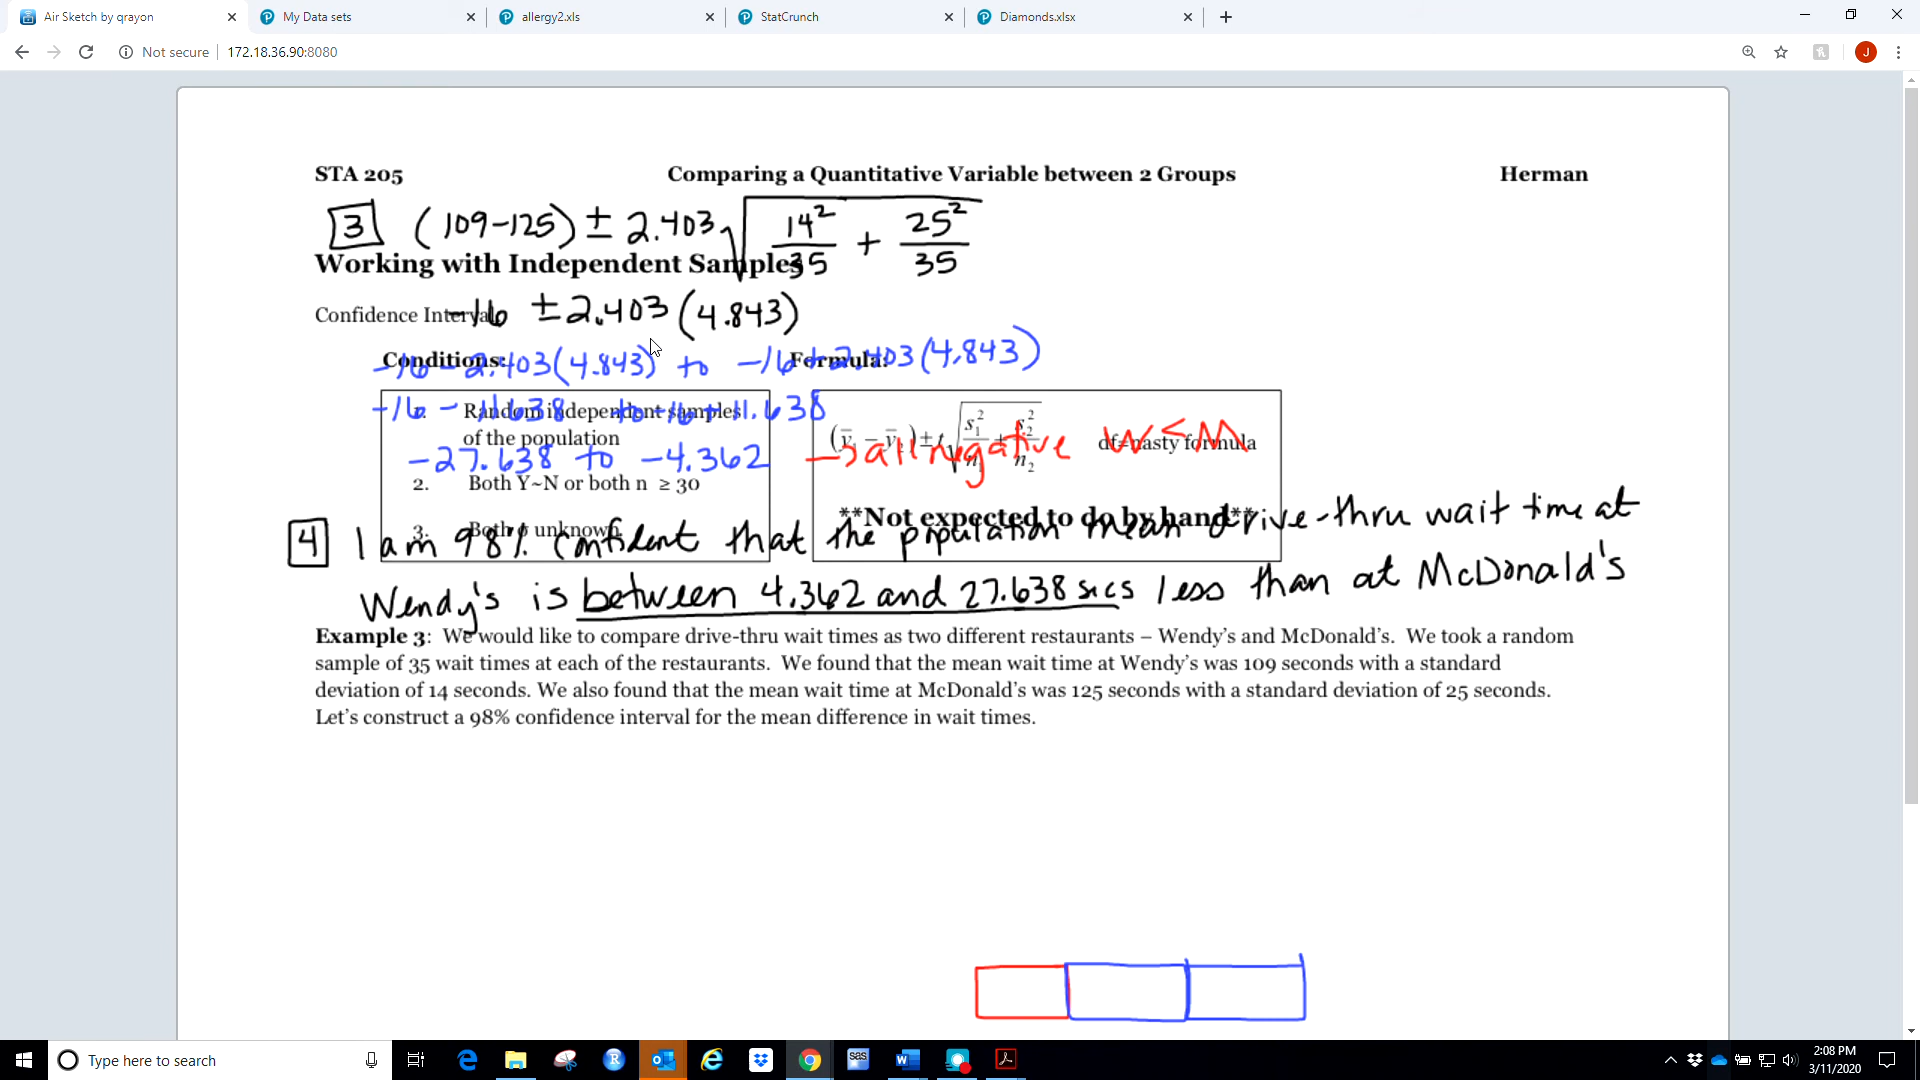 Air Sketch by qrayon
My Data sets
allergy2.xls
StatCrunch
Diamonds.xlsx
Not secure 172.18.36.90:8080
J
STA 205 Comparing a Quantitative Variable between 2 Groups Herman
3 (109-125) ± 2.403 √ 14²/35 + 25²/35
Working with Independent Samples
Confidence Interval
-16 ± 2.403 (4.843)
Conditions: Formula:
-16 - 2.403(4.843) to -16 + 2.403(4.843)
Random independent samples
of the population
-16 - 11.638 to -16 + 11.638
df=nasty formula
-27.638 to -4.362 → all negative W < M
2. Both Y~N or both n ≥ 30
3. Both σ unknown
**Not expected to do by hand**
4 I am 98% confident that the population mean drive-thru wait time at
Wendy's is between 4.362 and 27.638 secs less than at McDonald's
Example 3: We would like to compare drive-thru wait times as two different restaurants – Wendy's and McDonald's. We took a random
sample of 35 wait times at each of the restaurants. We found that the mean wait time at Wendy's was 109 seconds with a standard
deviation of 14 seconds. We also found that the mean wait time at McDonald's was 125 seconds with a standard deviation of 25 seconds.
Let's construct a 98% confidence interval for the mean difference in wait times.
Type here to search
2:08 PM
3/11/2020